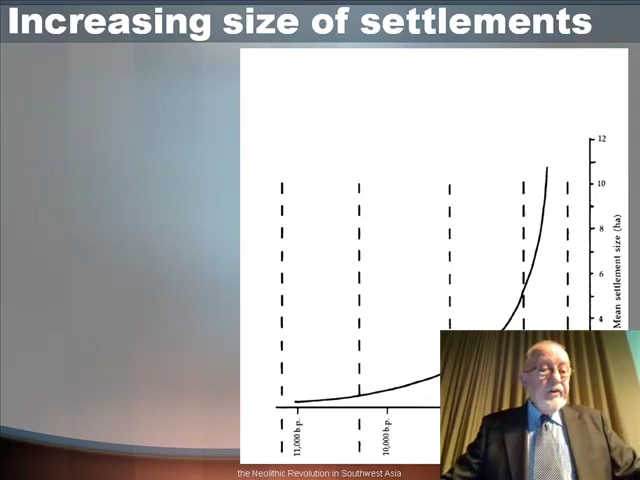 Increasing size of settlements
12
10
8
6
4
Mean settlement size (ha)
11,000 b.p.
10,000 b.p.
the Neolithic Revolution in Southwest Asia